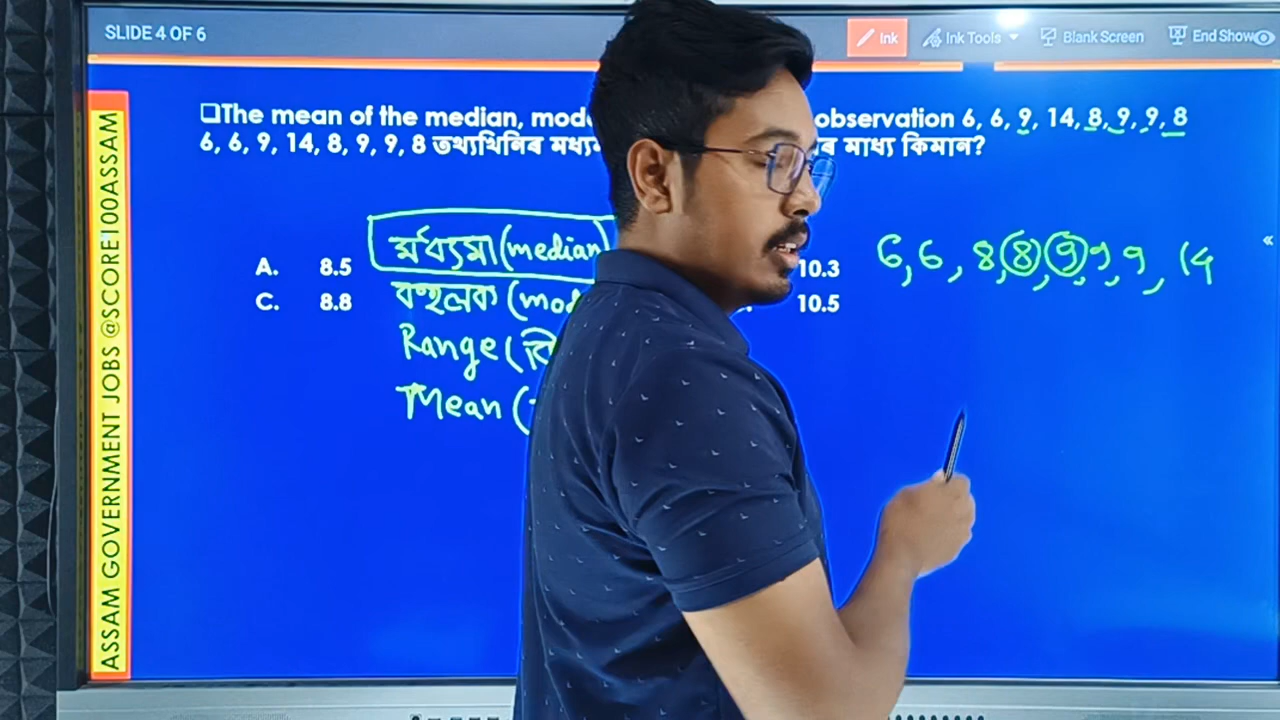 SLIDE 4 OF 6
Ink
Ink Tools
Blank Screen
End Show
❑The mean of the median, observation 6, 6, 9, 14, 8, 9, 9, 8
6, 6, 9, 14, 8, 9, 9, 8 তথ্যখিনিৰ মাধ্য কিমান?
মধ্যমা (median)
6, 6, 8, 8, 9, 9, 9, 14
A. 8.5
10.3
C. 8.8
10.5
Range
Mean
ASSAM GOVERNMENT JOBS @SCORE100ASSAM